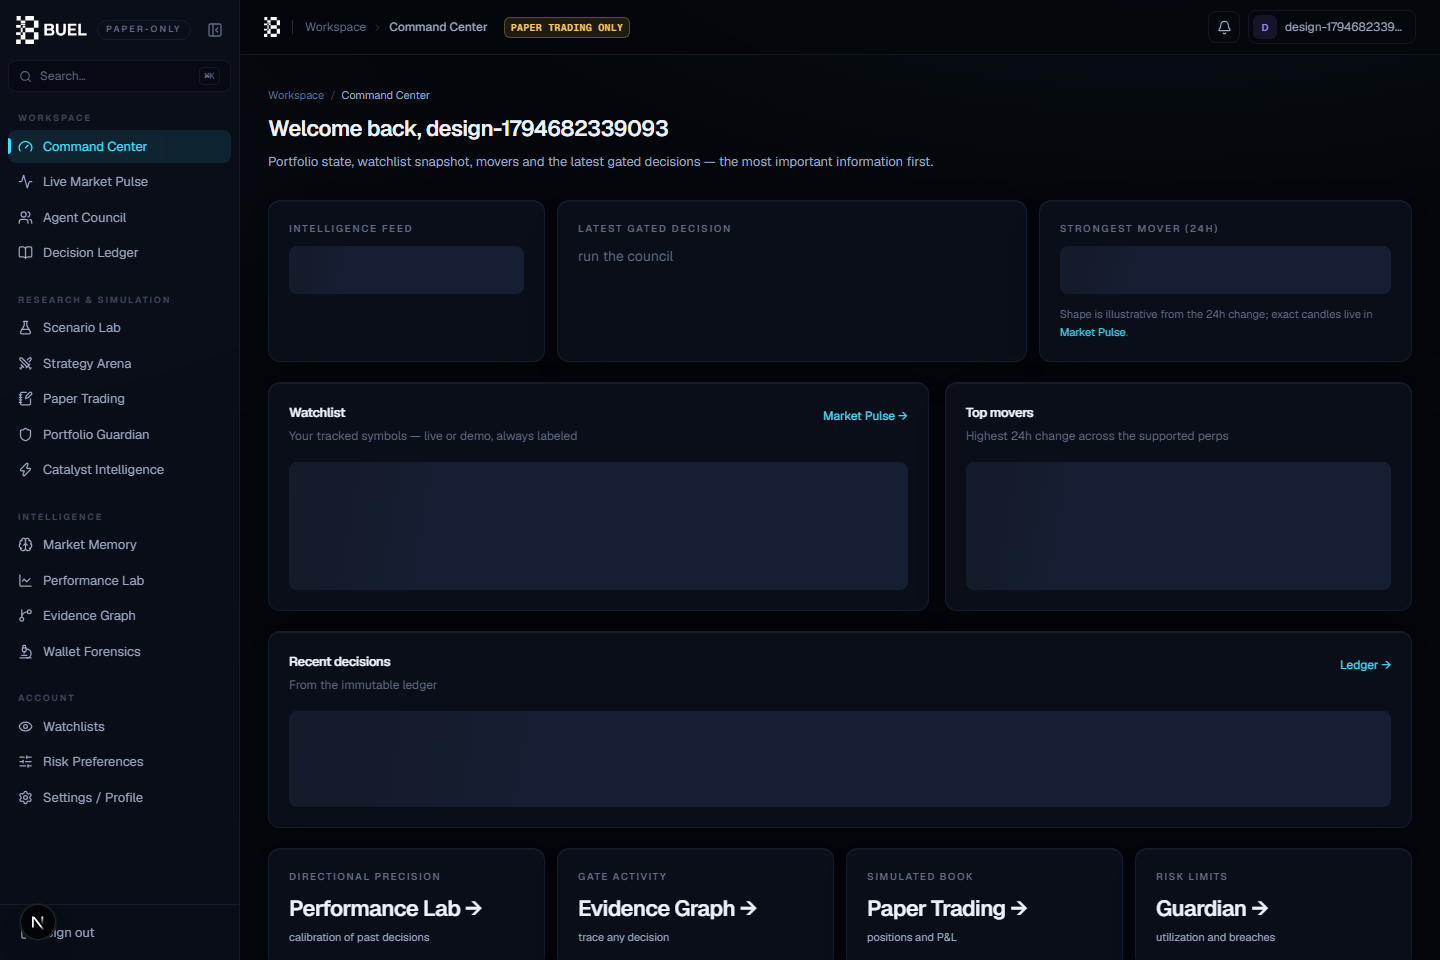 BUEL PAPER-ONLY
Search... ⌘K
WORKSPACE
Command Center
Live Market Pulse
Agent Council
Decision Ledger
RESEARCH & SIMULATION
Scenario Lab
Strategy Arena
Paper Trading
Portfolio Guardian
Catalyst Intelligence
INTELLIGENCE
Market Memory
Performance Lab
Evidence Graph
Wallet Forensics
ACCOUNT
Watchlists
Risk Preferences
Settings / Profile
N
ign out
Workspace > Command Center PAPER TRADING ONLY
D design-1794682339...
Workspace / Command Center
Welcome back, design-1794682339093
Portfolio state, watchlist snapshot, movers and the latest gated decisions — the most important information first.
INTELLIGENCE FEED
LATEST GATED DECISION
run the council
STRONGEST MOVER (24H)
Shape is illustrative from the 24h change; exact candles live in
Market Pulse.
Watchlist
Market Pulse →
Your tracked symbols — live or demo, always labeled
Top movers
Highest 24h change across the supported perps
Recent decisions
Ledger →
From the immutable ledger
DIRECTIONAL PRECISION
Performance Lab →
calibration of past decisions
GATE ACTIVITY
Evidence Graph →
trace any decision
SIMULATED BOOK
Paper Trading →
positions and P&L
RISK LIMITS
Guardian →
utilization and breaches